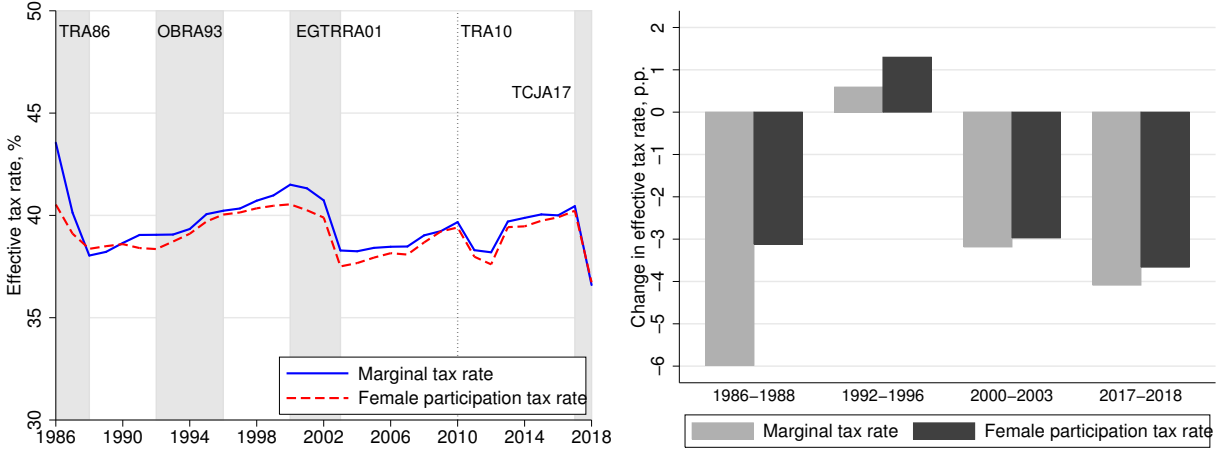 50
45
40
35
30
Effective tax rate, %
TRA86
OBRA93
EGTRRA01
TRA10
TCJA17
Marginal tax rate
Female participation tax rate
1986 1990 1994 1998 2002 2006 2010 2014 2018
2
1
0
−1
−2
−3
−4
−5
−6
Change in effective tax rate, p.p.
1986−1988 1992−1996 2000−2003 2017−2018
Marginal tax rate Female participation tax rate